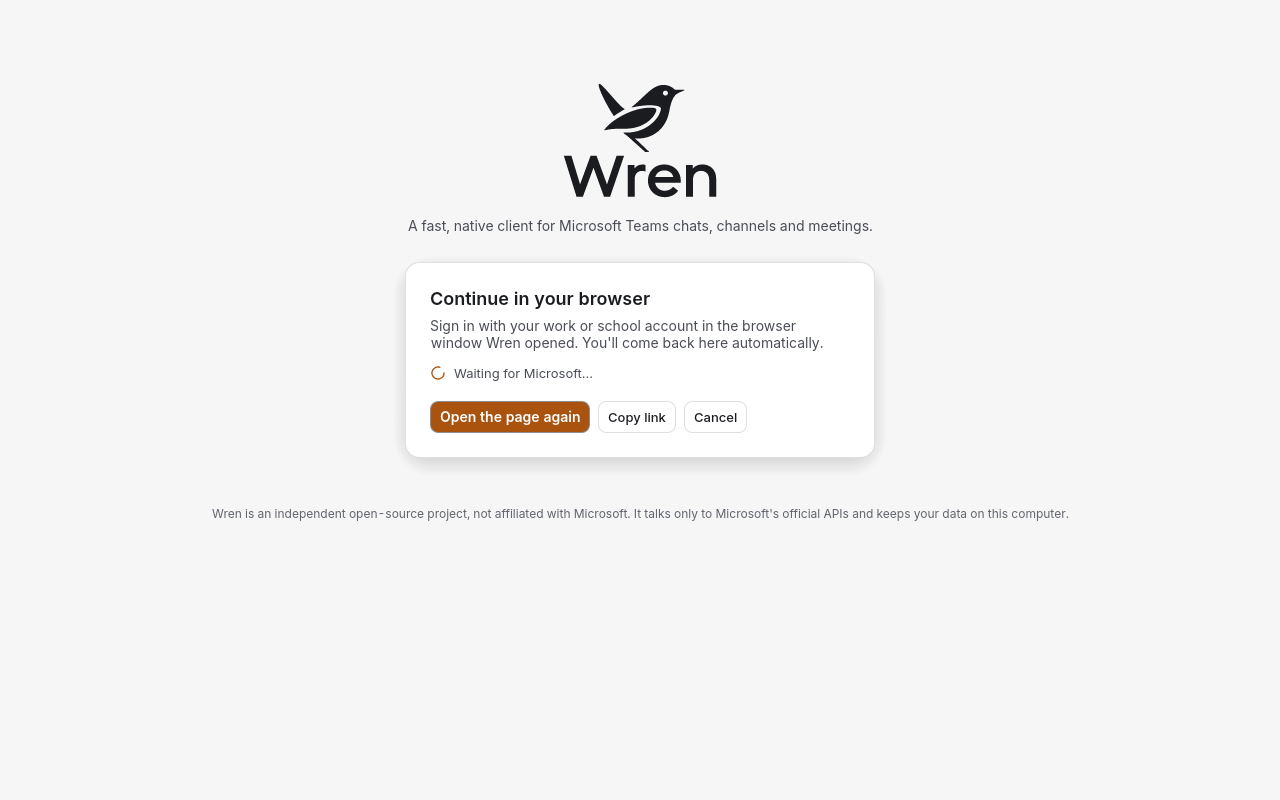 Wren
A fast, native client for Microsoft Teams chats, channels and meetings.
Continue in your browser
Sign in with your work or school account in the browser
window Wren opened. You'll come back here automatically.
Waiting for Microsoft...
Open the page again
Copy link
Cancel
Wren is an independent open-source project, not affiliated with Microsoft. It talks only to Microsoft's official APIs and keeps your data on this computer.